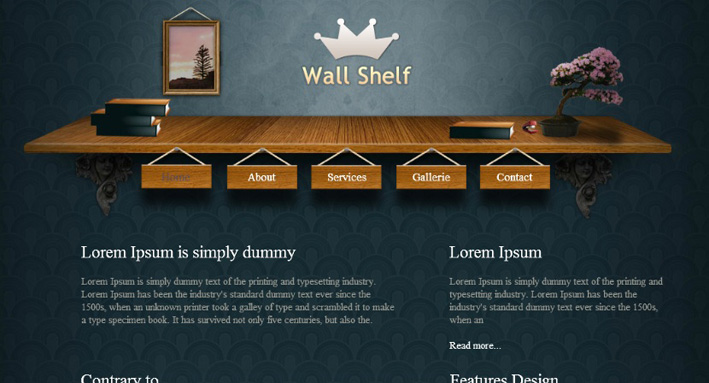 Wall Shelf
Home
About
Services
Gallerie
Contact
Lorem Ipsum is simply dummy
Lorem Ipsum is simply dummy text of the printing and typesetting industry.
Lorem Ipsum has been the industry's standard dummy text ever since the
1500s, when an unknown printer took a galley of type and scrambled it to make
a type specimen book. It has survived not only five centuries, but also the.
Lorem Ipsum
Lorem Ipsum is simply dummy text of the printing and
typesetting industry. Lorem Ipsum has been the
industry's standard dummy text ever since the 1500s,
when an
Read more...
Contrary to
Features Design